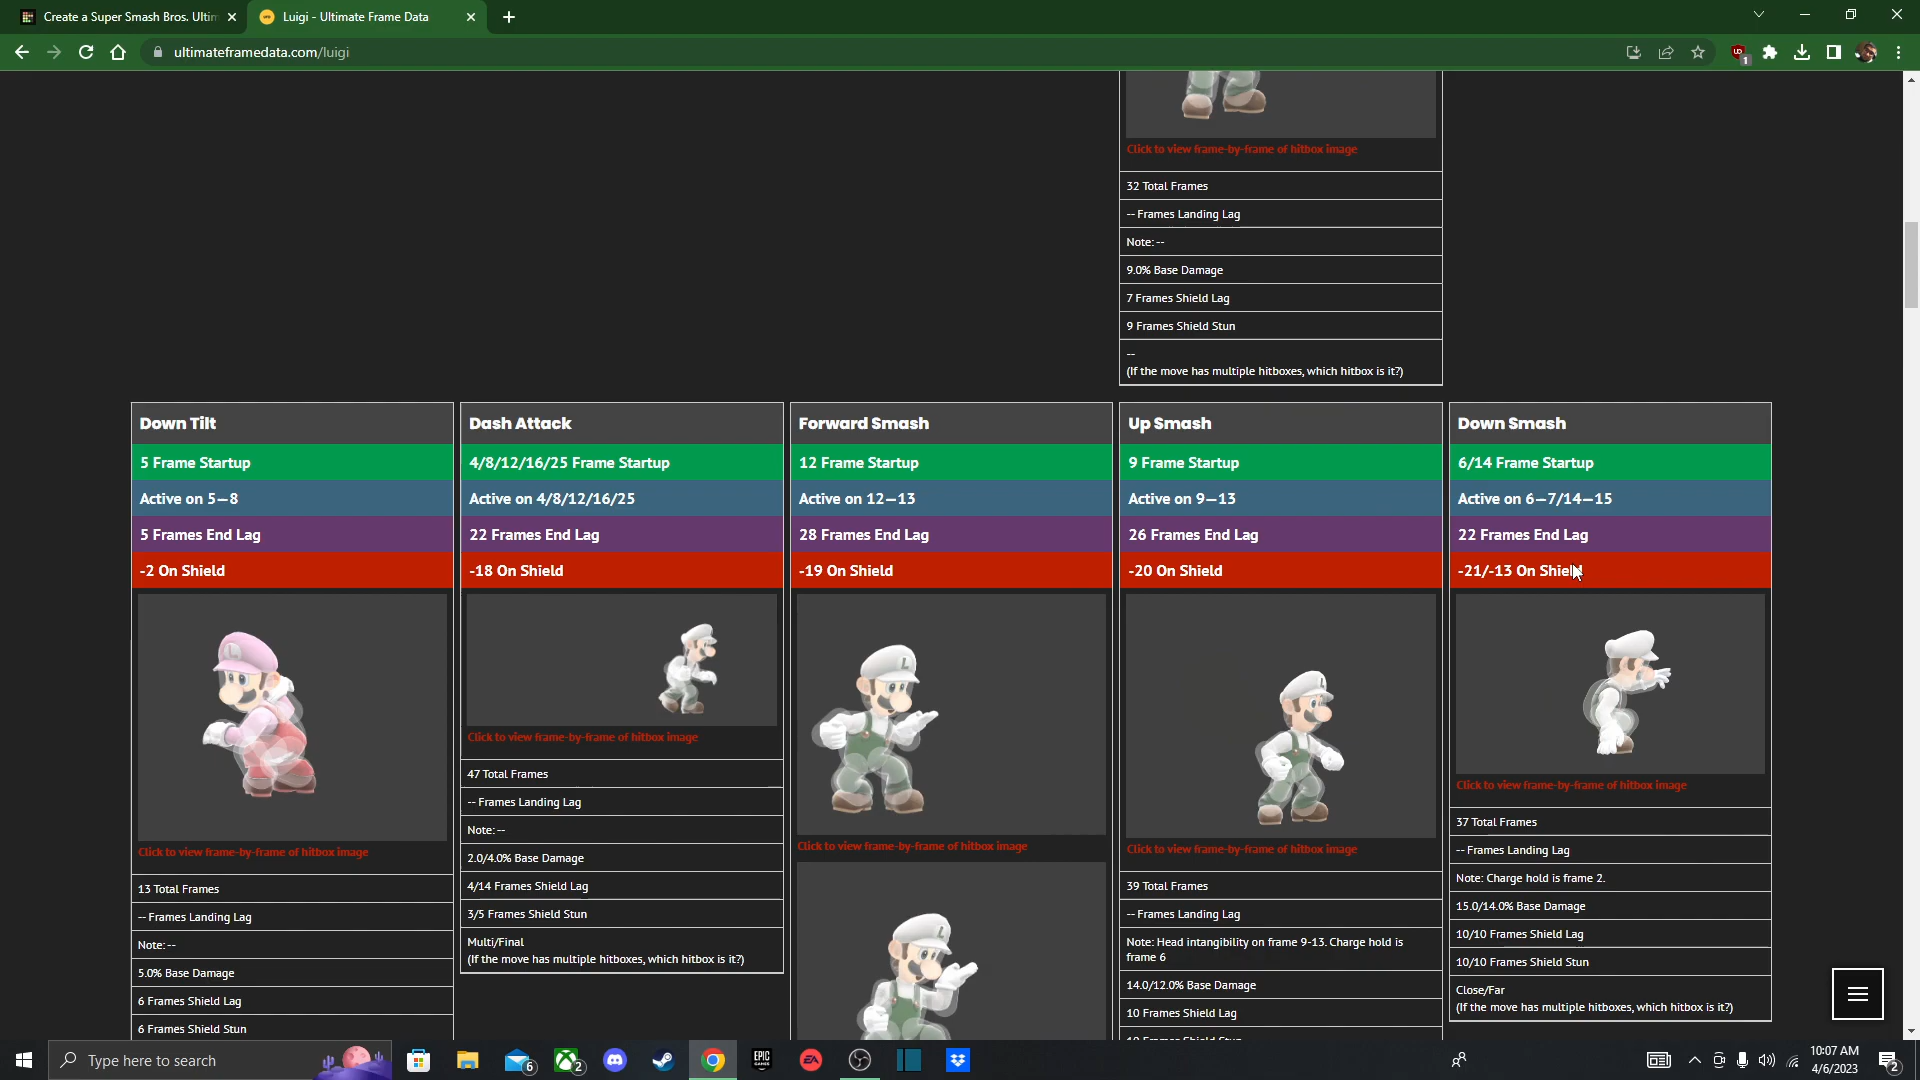 Create a Super Smash Bros. Ultim
Luigi - Ultimate Frame Data
ultimateframedata.com/luigi
1
Click to view frame-by-frame of hitbox image
32 Total Frames
-- Frames Landing Lag
Note: --
9.0% Base Damage
7 Frames Shield Lag
9 Frames Shield Stun
--
(If the move has multiple hitboxes, which hitbox is it?)
Down Tilt
5 Frame Startup
Active on 5—8
5 Frames End Lag
-2 On Shield
Click to view frame-by-frame of hitbox image
13 Total Frames
-- Frames Landing Lag
Note: --
5.0% Base Damage
6 Frames Shield Lag
6 Frames Shield Stun
Dash Attack
4/8/12/16/25 Frame Startup
Active on 4/8/12/16/25
22 Frames End Lag
-18 On Shield
Click to view frame-by-frame of hitbox image
47 Total Frames
-- Frames Landing Lag
Note: --
2.0/4.0% Base Damage
4/14 Frames Shield Lag
3/5 Frames Shield Stun
Multi/Final
(If the move has multiple hitboxes, which hitbox is it?)
Forward Smash
12 Frame Startup
Active on 12—13
28 Frames End Lag
-19 On Shield
Click to view frame-by-frame of hitbox image
Up Smash
9 Frame Startup
Active on 9—13
26 Frames End Lag
-20 On Shield
Click to view frame-by-frame of hitbox image
39 Total Frames
-- Frames Landing Lag
Note: Head intangibility on frame 9-13. Charge hold is
frame 6
14.0/12.0% Base Damage
10 Frames Shield Lag
10 Frames Shield Stun
Down Smash
6/14 Frame Startup
Active on 6—7/14—15
22 Frames End Lag
-21/-13 On Shield
Click to view frame-by-frame of hitbox image
37 Total Frames
-- Frames Landing Lag
Note: Charge hold is frame 2.
15.0/14.0% Base Damage
10/10 Frames Shield Lag
10/10 Frames Shield Stun
Close/Far
(If the move has multiple hitboxes, which hitbox is it?)
Type here to search
6
2
EPIC GAMES
EA
10:07 AM
4/6/2023
2